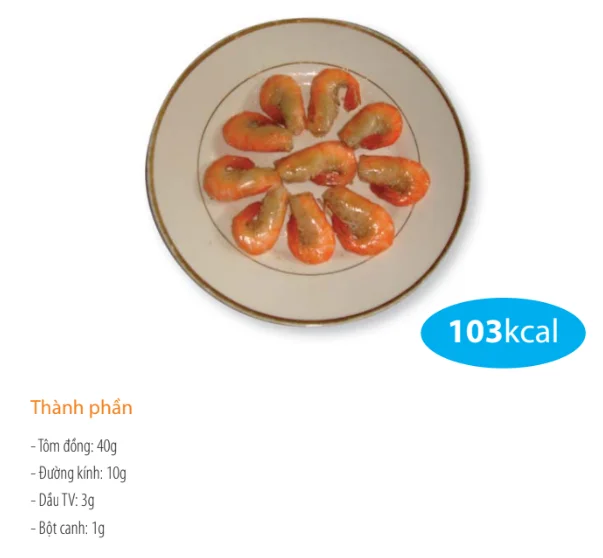 103kcal
Thành phần
- Tôm đồng: 40g
- Đường kính: 10g
- Dầu TV: 3g
- Bột canh: 1g